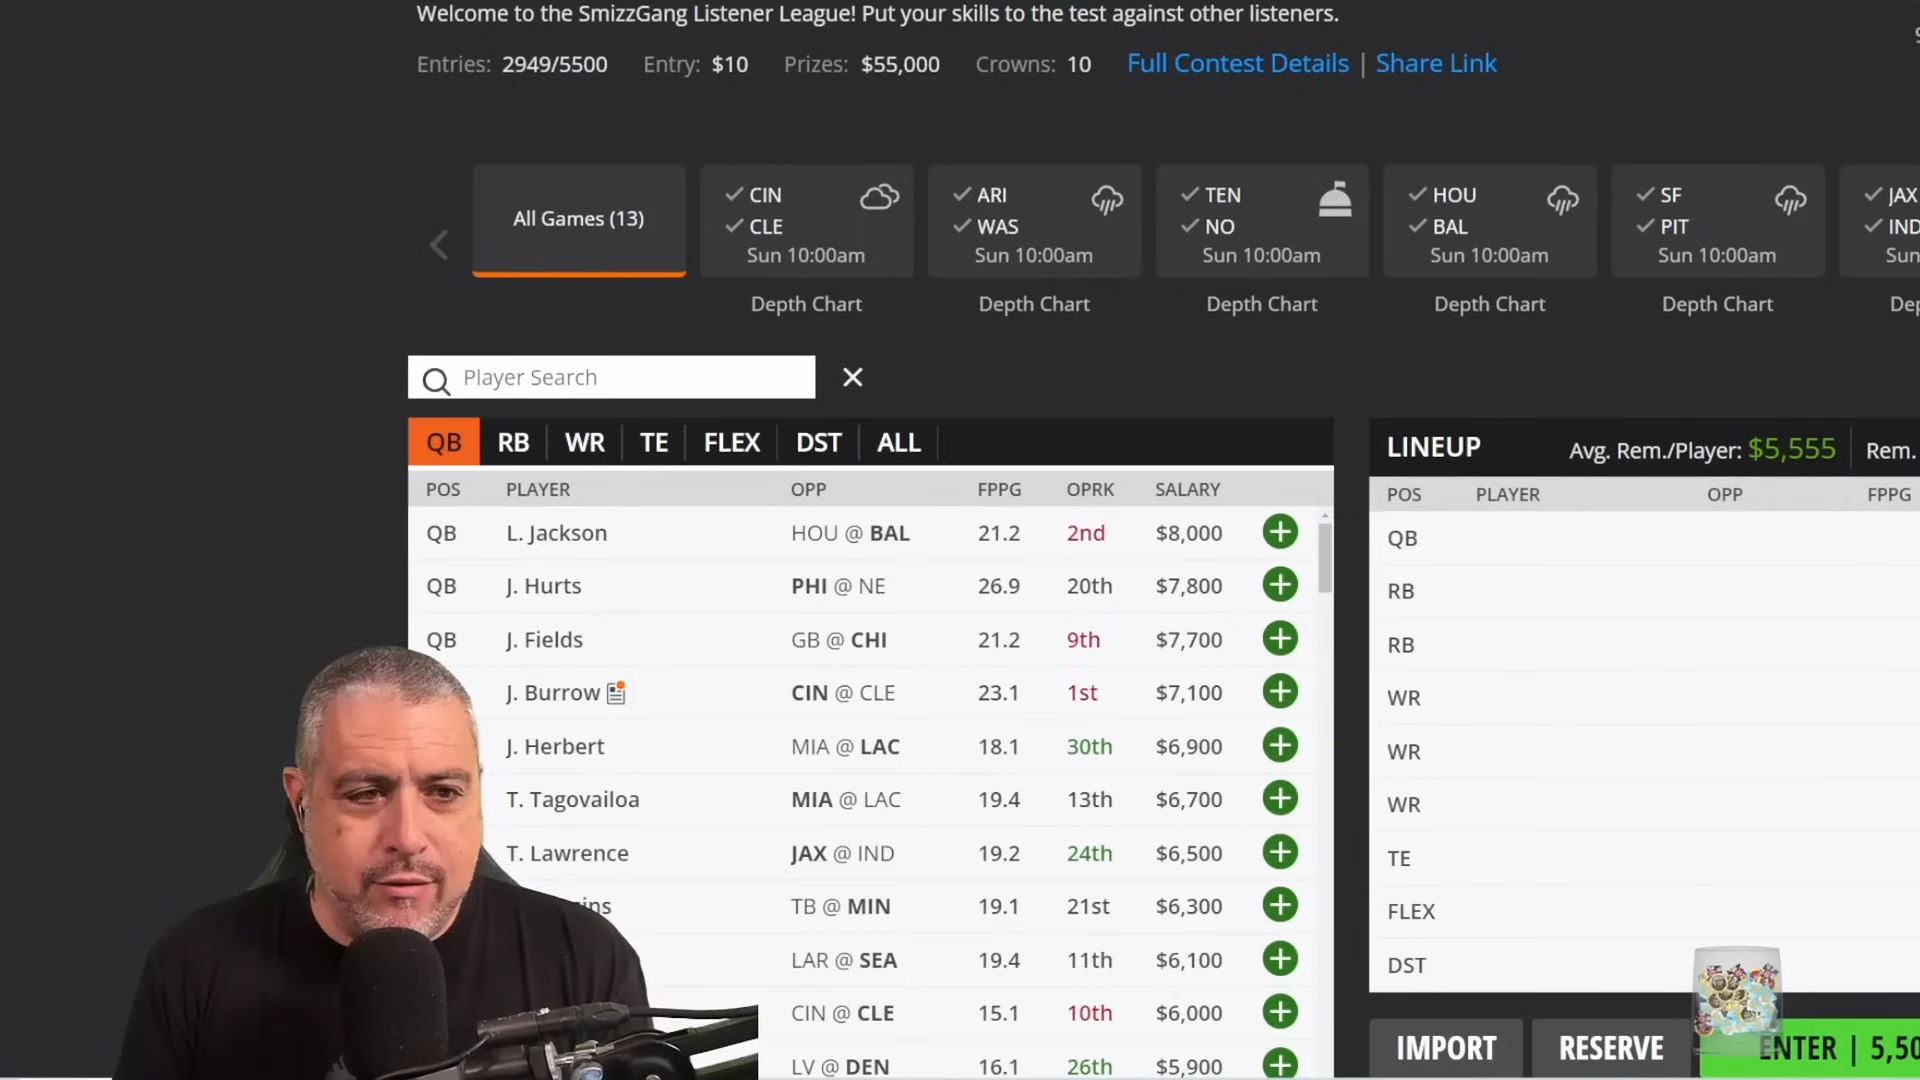 Welcome to the SmizzGang Listener League! Put your skills to the test against other listeners.
Entries: 2949/5500 Entry: $10 Prizes: $55,000 Crowns: 10 Full Contest Details | Share Link
All Games (13)
CIN
CLE
Sun 10:00am
Depth Chart
ARI
WAS
Sun 10:00am
Depth Chart
TEN
NO
Sun 10:00am
Depth Chart
HOU
BAL
Sun 10:00am
Depth Chart
SF
PIT
Sun 10:00am
Depth Chart
JAX
IND
Sun
Player Search
QB RB WR TE FLEX DST ALL
POS PLAYER OPP FPPG OPRK SALARY
QB L. Jackson HOU @ BAL 21.2 2nd $8,000
QB J. Hurts PHI @ NE 26.9 20th $7,800
QB J. Fields GB @ CHI 21.2 9th $7,700
J. Burrow CIN @ CLE 23.1 1st $7,100
J. Herbert MIA @ LAC 18.1 30th $6,900
T. Tagovailoa MIA @ LAC 19.4 13th $6,700
T. Lawrence JAX @ IND 19.2 24th $6,500
TB @ MIN 19.1 21st $6,300
LAR @ SEA 19.4 11th $6,100
CIN @ CLE 15.1 10th $6,000
LV @ DEN 16.1 26th $5,900
LINEUP Avg. Rem./Player: $5,555 Rem.
POS PLAYER OPP FPPG
QB
RB
RB
WR
WR
WR
TE
FLEX
DST
IMPORT RESERVE ENTER | 5,50